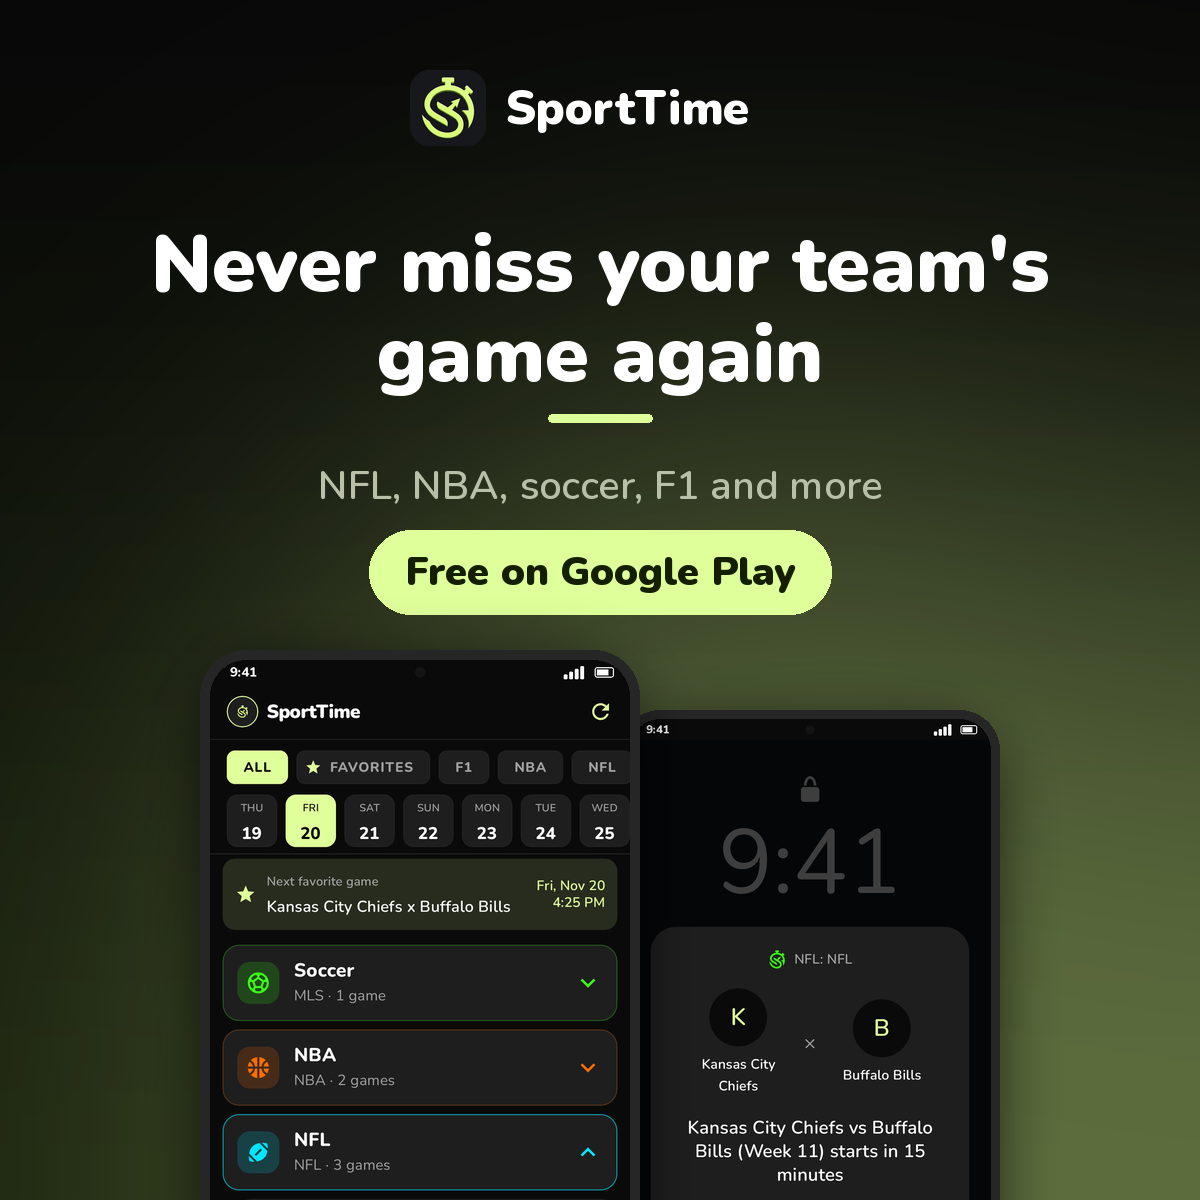 SportTime
Never miss your team's
game again
NFL, NBA, soccer, F1 and more
Free on Google Play
9:41
SportTime
ALL
FAVORITES
F1
NBA
NFL
THU
FRI
SAT
SUN
MON
TUE
WED
19
20
21
22
23
24
25
Next favorite game
Kansas City Chiefs x Buffalo Bills
Fri, Nov 20
4:25 PM
Soccer
MLS · 1 game
NBA
NBA · 2 games
NFL
NFL · 3 games
9:41
9:41
NFL: NFL
K
B
×
Kansas City
Chiefs
Buffalo Bills
Kansas City Chiefs vs Buffalo
Bills (Week 11) starts in 15
minutes